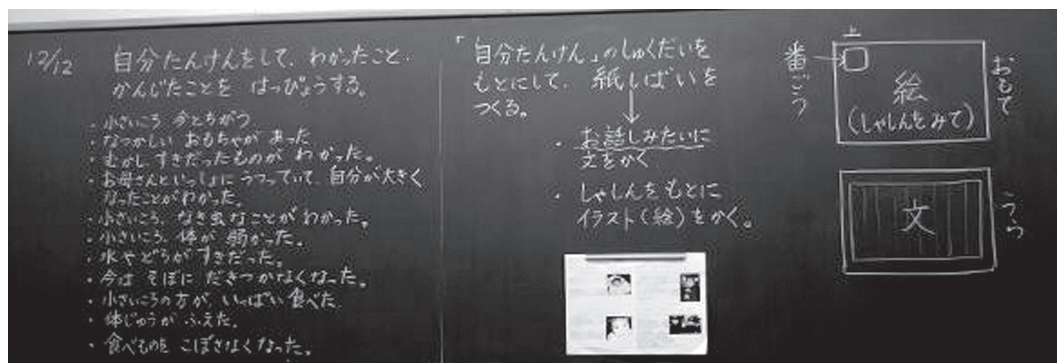 12/12
自分たんけんをして、わかったこと、
かんじたことを はっぴょうする。
・小さいころ 今とちがう
・なつかしい おもちゃが あった
・むかし すきだったものが わかった。
・お母さんといっしょに うつっていて、自分が大きく
なったことがわかった。
・小さいころ なき虫なことがわかった。
・小さいころ 体が 弱かった。
・水やどうが すきだった。
・今は そぼに だきつかなくなった。
・小さいころの方が、いっぱい 食べた
・体じゅうが ふえた。
・食べものを こぼさなくなった。
「自分たんけん」のしゅくだいを
もとにして、紙しばいを
つくる。
・お話しみたいに
文をかく
・しゃしんをもとに
イラスト(絵)をかく。
上
番ごう
絵
(しゃしんをみて)
おもて
文
うら